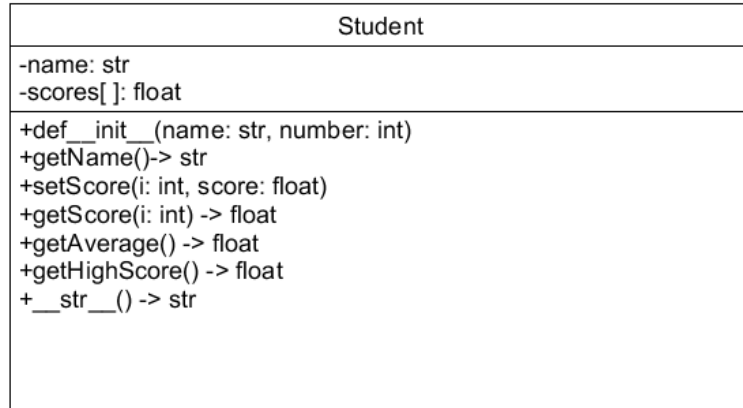 Student
-name: str
-scores[ ]: float
+def__init__(name: str, number: int)
+getName()-> str
+setScore(i: int, score: float)
+getScore(i: int) -> float
+getAverage() -> float
+getHighScore() -> float
+__str__() -> str